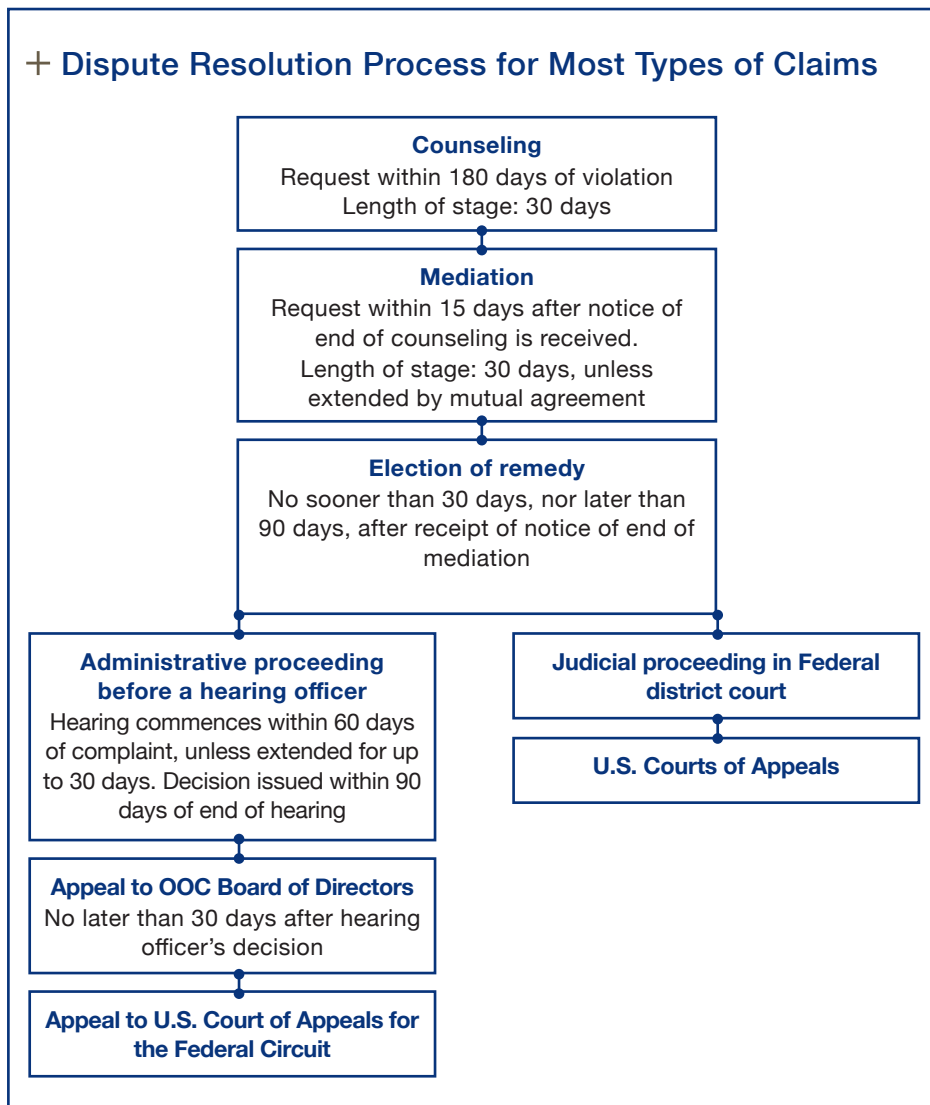 + Dispute Resolution Process for Most Types of Claims
Counseling
Request within 180 days of violation
Length of stage: 30 days
Mediation
Request within 15 days after notice of
end of counseling is received.
Length of stage: 30 days, unless
extended by mutual agreement
Election of remedy
No sooner than 30 days, nor later than
90 days, after receipt of notice of end of
mediation
Administrative proceeding
before a hearing officer
Hearing commences within 60 days
of complaint, unless extended for up
to 30 days. Decision issued within 90
days of end of hearing
Appeal to OOC Board of Directors
No later than 30 days after hearing
officer’s decision
Appeal to U.S. Court of Appeals for
the Federal Circuit
Judicial proceeding in Federal
district court
U.S. Courts of Appeals